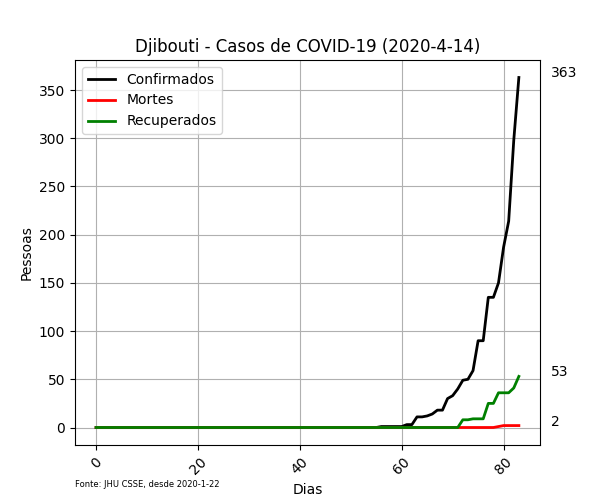 Djibouti - Casos de COVID-19 (2020-4-14)
Confirmados
Mortes
Recuperados
363
53
2
350
300
250
200
150
100
50
0
Pessoas
0
20
40
60
80
Dias
Fonte: JHU CSSE, desde 2020-1-22